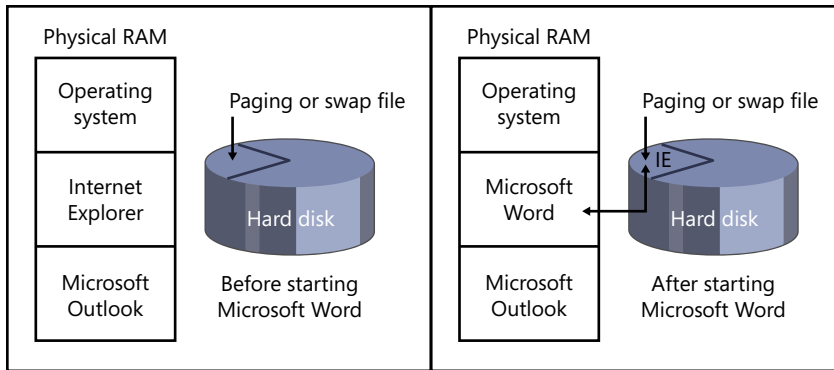 Physical RAM
Operating
system
Internet
Explorer
Microsoft
Outlook
Paging or swap file
Hard disk
Before starting
Microsoft Word
Physical RAM
Operating
system
Microsoft
Word
Microsoft
Outlook
Paging or swap file
IE
Hard disk
After starting
Microsoft Word